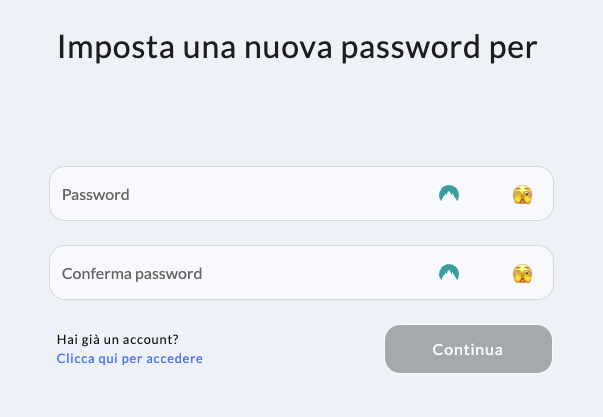 Imposta una nuova password per
Password
Conferma password
Hai già un account?
Clicca qui per accedere
Continua